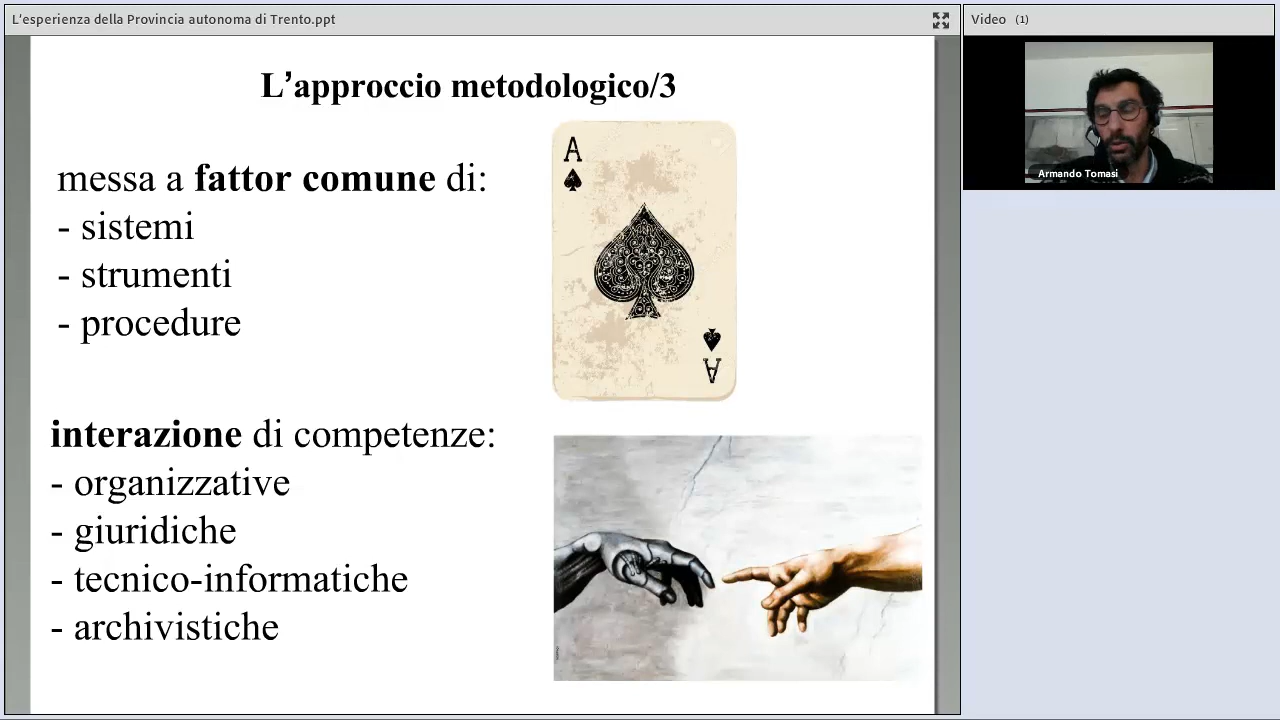 L'esperienza della Provincia autonoma di Trento.ppt
Video (1)
Armando Tomasi
L’approccio metodologico/3
A
messa a fattor comune di:
- sistemi
- strumenti
- procedure
A
interazione di competenze:
- organizzative
- giuridiche
- tecnico-informatiche
- archivistiche